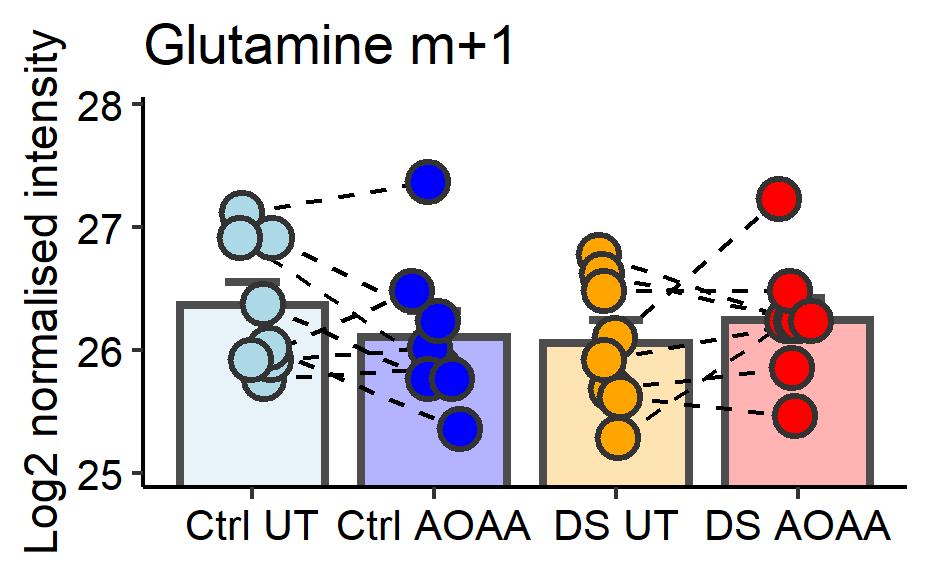 Glutamine m+1
Log2 normalised intensity
28
27
26
25
Ctrl UT
Ctrl AOAA
DS UT
DS AOAA